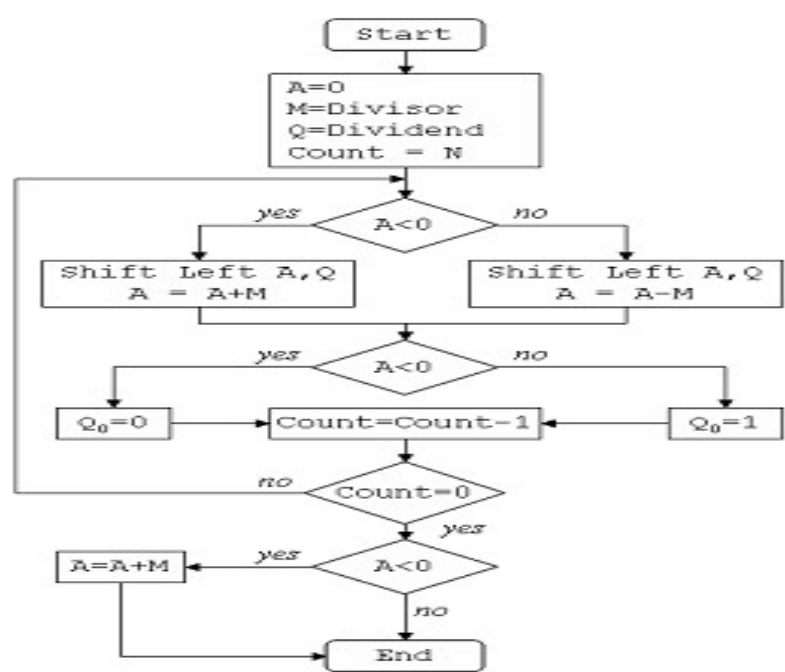 Start
A=0
M=Divisor
Q=Dividend
Count = N
A<0
yes
no
Shift Left A,Q
A = A+M
Shift Left A,Q
A = A-M
A<0
yes
no
Q₀=0
Count=Count-1
Q₀=1
Count=0
no
yes
A<0
yes
A=A+M
no
End